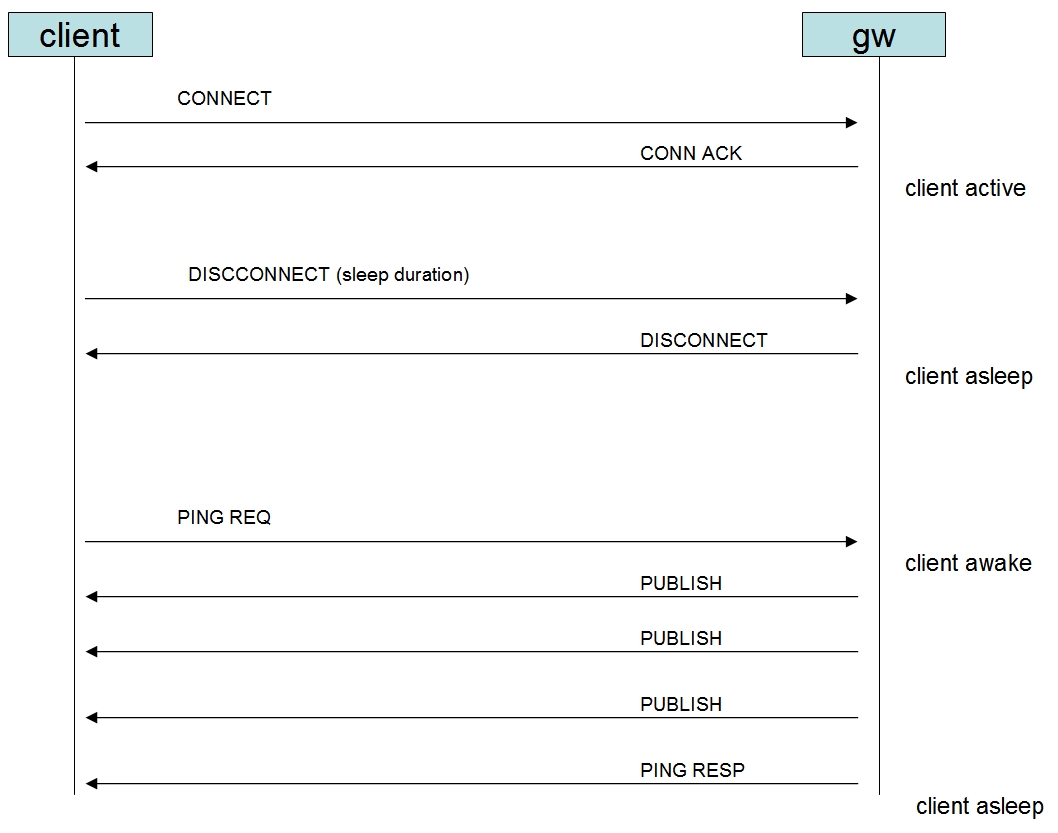 client
gw
CONNECT
CONN ACK
client active
DISCCONNECT (sleep duration)
DISCONNECT
client asleep
PING REQ
client awake
PUBLISH
PUBLISH
PUBLISH
PING RESP
client asleep